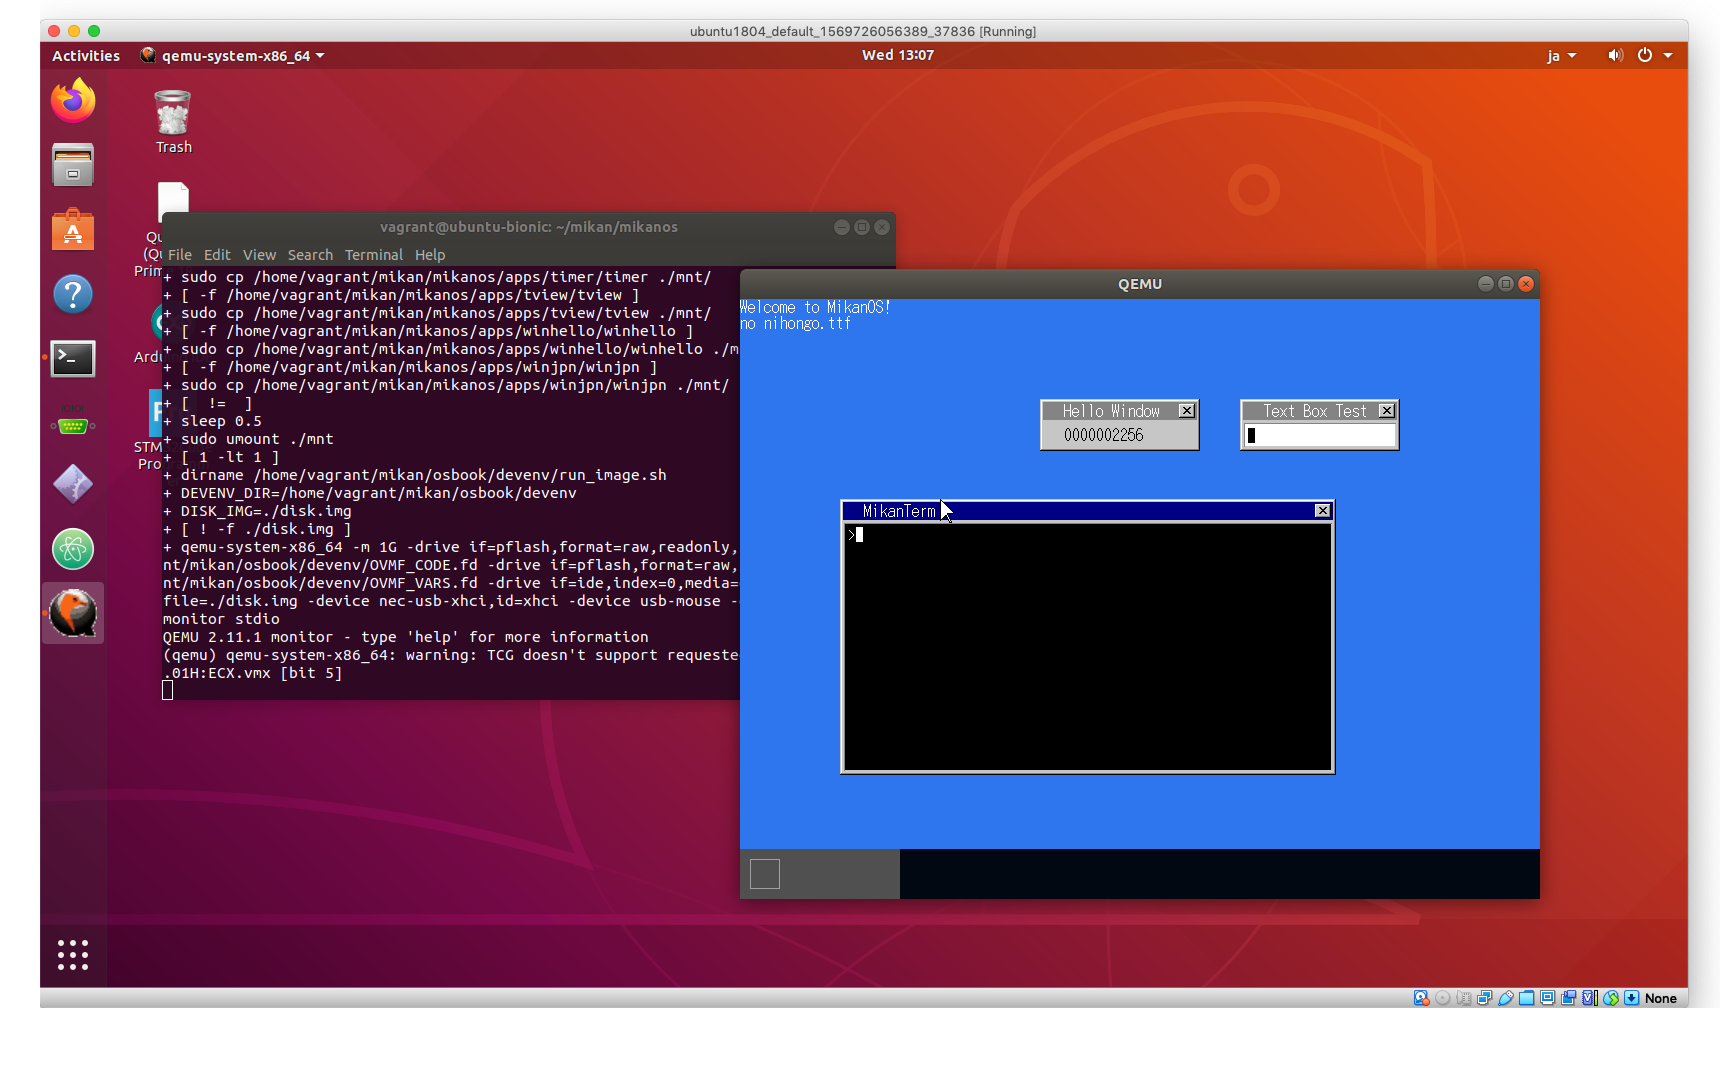 ubuntu1804_default_1569726056389_37836 [Running]
Activities
qemu-system-x86_64
Wed 13:07
ja
Trash
Qu
(Qu
Prim
Ardu
STM
Pro
vagrant@ubuntu-bionic: ~/mikan/mikanos
File Edit View Search Terminal Help
+ sudo cp /home/vagrant/mikan/mikanos/apps/timer/timer ./mnt/
+ [ -f /home/vagrant/mikan/mikanos/apps/tview/tview ]
+ sudo cp /home/vagrant/mikan/mikanos/apps/tview/tview ./mnt/
+ [ -f /home/vagrant/mikan/mikanos/apps/winhello/winhello ]
+ sudo cp /home/vagrant/mikan/mikanos/apps/winhello/winhello ./m
+ [ -f /home/vagrant/mikan/mikanos/apps/winjpn/winjpn ]
+ sudo cp /home/vagrant/mikan/mikanos/apps/winjpn/winjpn ./mnt/
+ [  !=  ]
+ sleep 0.5
+ sudo umount ./mnt
+ [ 1 -lt 1 ]
+ dirname /home/vagrant/mikan/osbook/devenv/run_image.sh
+ DEVENV_DIR=/home/vagrant/mikan/osbook/devenv
+ DISK_IMG=./disk.img
+ [ ! -f ./disk.img ]
+ qemu-system-x86_64 -m 1G -drive if=pflash,format=raw,readonly,
nt/mikan/osbook/devenv/OVMF_CODE.fd -drive if=pflash,format=raw,
nt/mikan/osbook/devenv/OVMF_VARS.fd -drive if=ide,index=0,media=
file=./disk.img -device nec-usb-xhci,id=xhci -device usb-mouse -
monitor stdio
QEMU 2.11.1 monitor - type 'help' for more information
(qemu) qemu-system-x86_64: warning: TCG doesn't support requeste
.01H:ECX.vmx [bit 5]
QEMU
Welcome to MikanOS!
no nihongo.ttf
Hello Window
0000002256
Text Box Test
MikanTerm
>
None